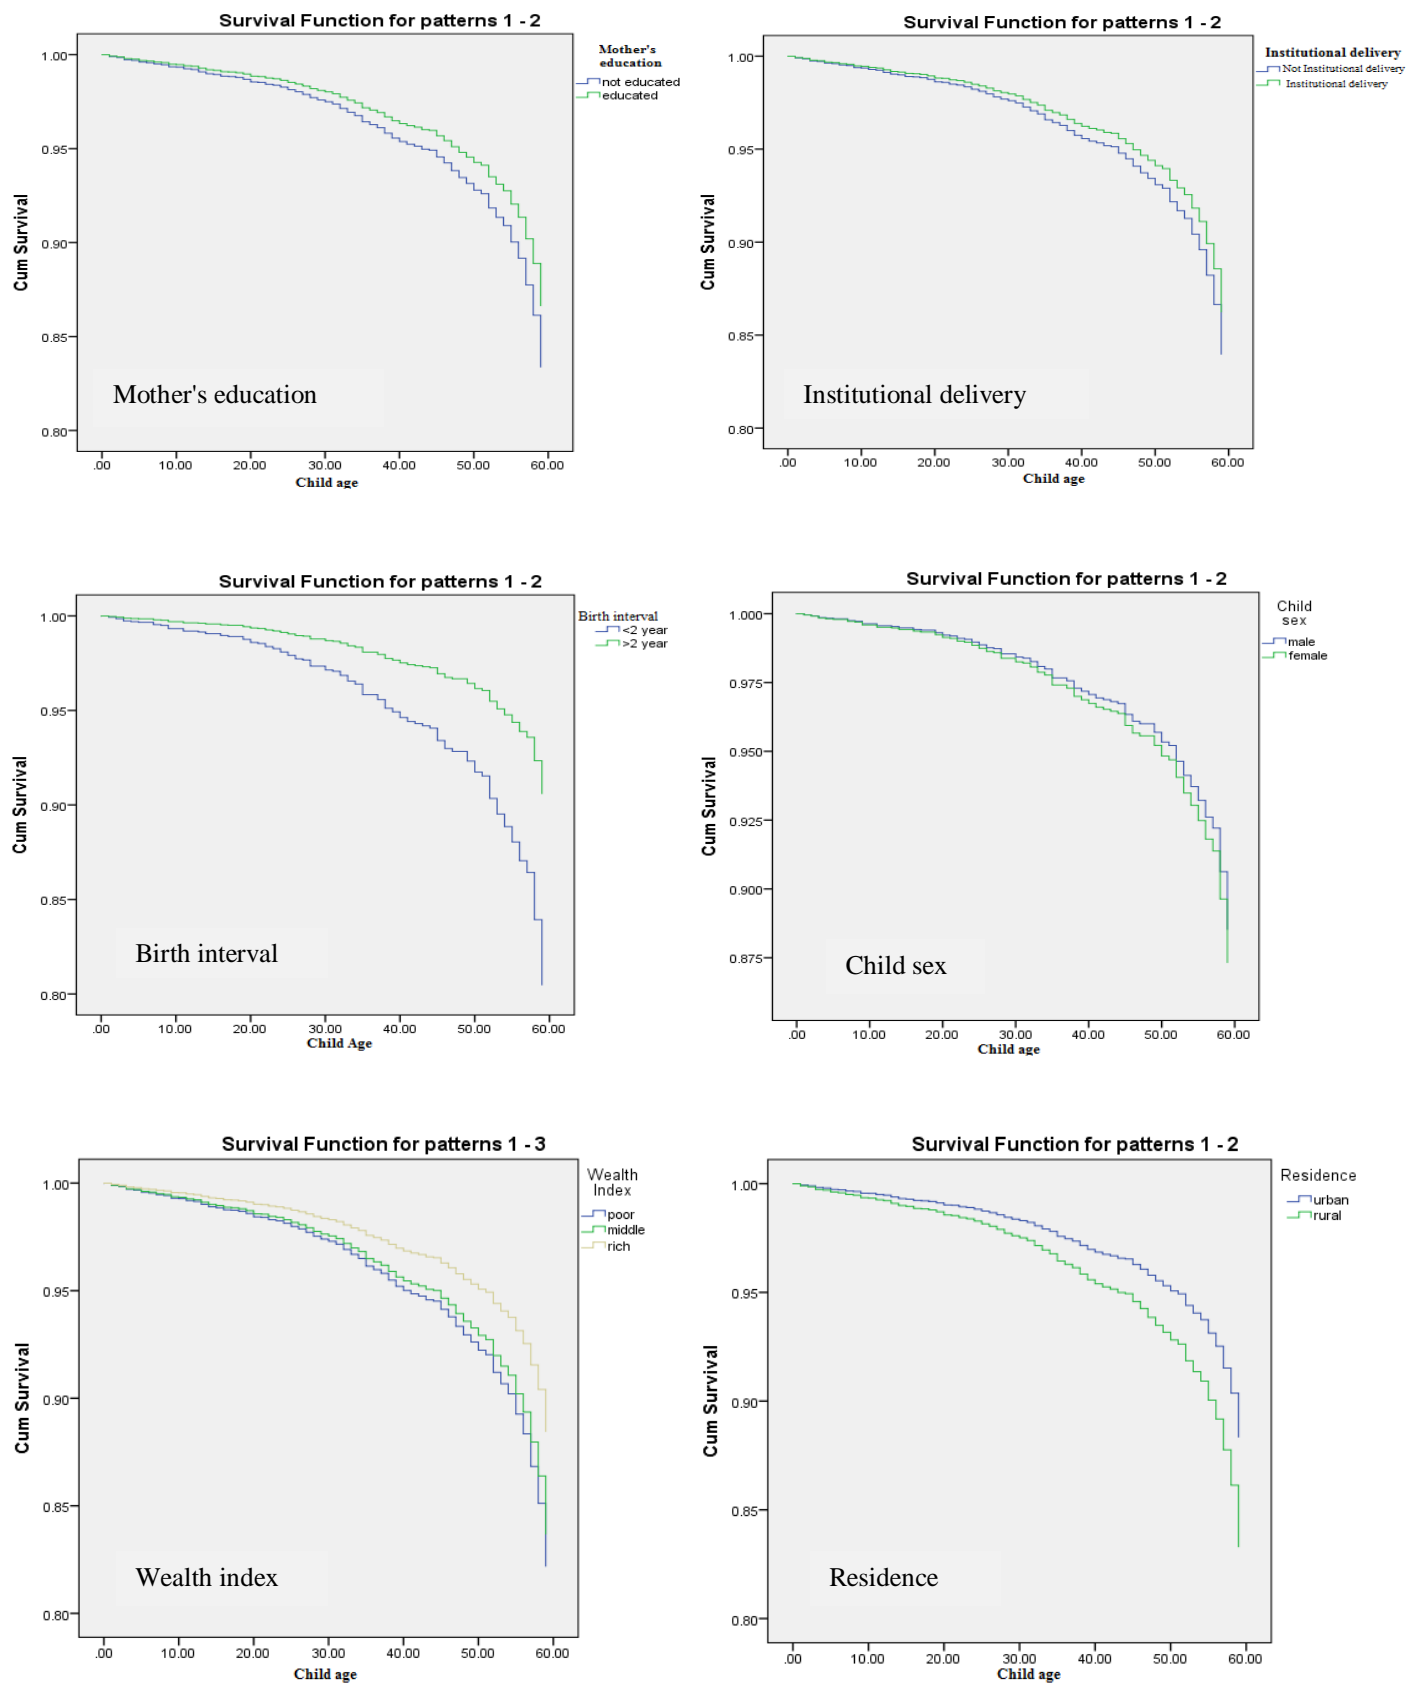 Survival Function for patterns 1 - 2
Mother's
education
not educated
educated
Cum Survival
1.00
0.95
0.90
0.85
0.80
Mother's education
.00 10.00 20.00 30.00 40.00 50.00 60.00
Child age
Survival Function for patterns 1 - 2
Institutional delivery
Not Institutional delivery
Institutional delivery
Cum Survival
1.00
0.95
0.90
0.85
0.80
Institutional delivery
.00 10.00 20.00 30.00 40.00 50.00 60.00
Child age
Survival Function for patterns 1 - 2
Birth interval
<2 year
>2 year
Cum Survival
1.00
0.95
0.90
0.85
0.80
Birth interval
.00 10.00 20.00 30.00 40.00 50.00 60.00
Child Age
Survival Function for patterns 1 - 2
Child
sex
male
female
Cum Survival
1.000
0.975
0.950
0.925
0.900
0.875
Child sex
.00 10.00 20.00 30.00 40.00 50.00 60.00
Child age
Survival Function for patterns 1 - 3
Wealth
Index
poor
middle
rich
Cum Survival
1.00
0.95
0.90
0.85
0.80
Wealth index
.00 10.00 20.00 30.00 40.00 50.00 60.00
Child age
Survival Function for patterns 1 - 2
Residence
urban
rural
Cum Survival
1.00
0.95
0.90
0.85
0.80
Residence
.00 10.00 20.00 30.00 40.00 50.00 60.00
Child age